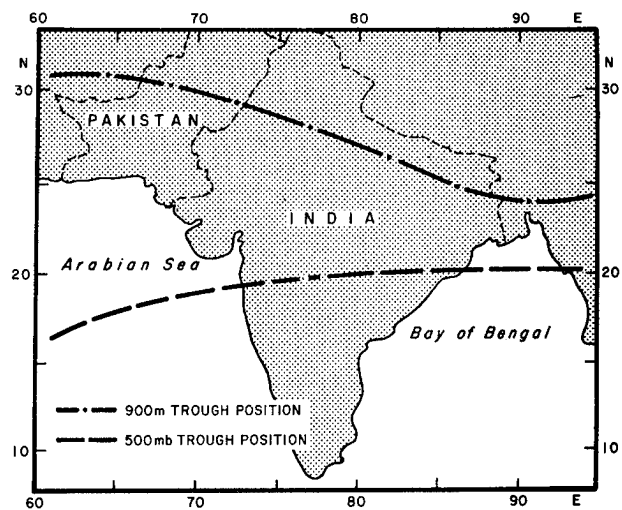 60 70 80 90 E
N N
30 30
PAKISTAN
INDIA
Arabian Sea
20 20
Bay of Bengal
900m TROUGH POSITION
500mb TROUGH POSITION
10 10
60 70 80 90 E